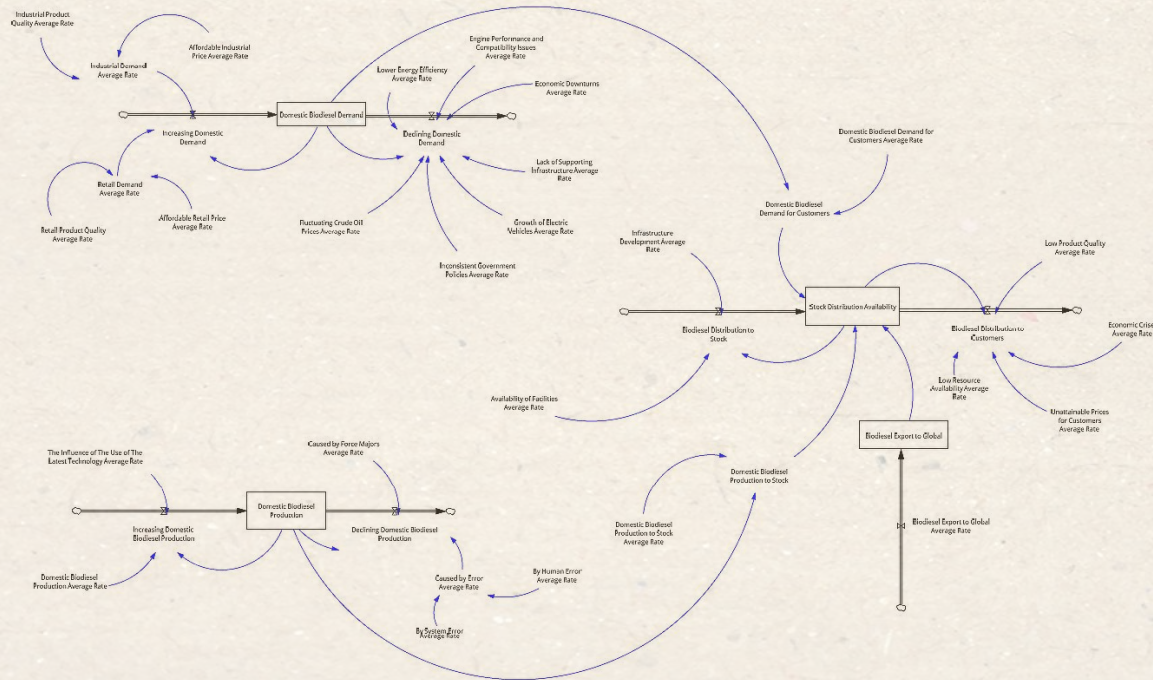 Industrial Product
Quality Average Rate
Affordable Industrial
Price Average Rate
Industrial Demand
Average Rate
Engine Performance and
Compatibility Issues
Average Rate
Lower Energy Efficiency
Average Rate
Economic Downturns
Average Rate
Domestic Biodiesel Demand
Increasing Domestic
Demand
Declining Domestic
Demand
Lack of Supporting
Infrastructure Average
Rate
Retail Demand
Average Rate
Retail Product Quality
Average Rate
Affordable Retail Price
Average Rate
Fluctuating Crude Oil
Prices Average Rate
Growth of Electric
Vehicles Average Rate
Inconsistent Government
Policies Average Rate
Domestic Biodiesel Demand for
Customers Average Rate
Domestic Biodiesel
Demand for Customers
Infrastructure
Development Average
Rate
Low Product Quality
Average Rate
Stock Distribution Availability
Biodiesel Distribution to
Stock
Biodiesel Distribution to
Customers
Economic Crises
Average Rate
Low Resource
Availability Average
Rate
Unattainable Prices
for Customers
Average Rate
Availability of Facilities
Average Rate
Biodiesel Export to Global
Biodiesel Export to Global
Average Rate
The Influence of The Use of The
Latest Technology Average Rate
Caused by Force Majors
Average Rate
Domestic Biodiesel
Production to Stock
Domestic Biodiesel
Production
Increasing Domestic
Biodiesel Production
Declining Domestic Biodiesel
Production
Domestic Biodiesel
Production to Stock
Average Rate
Domestic Biodiesel
Production Average Rate
Caused by Error
Average Rate
By Human Error
Average Rate
By System Error
Average Rate